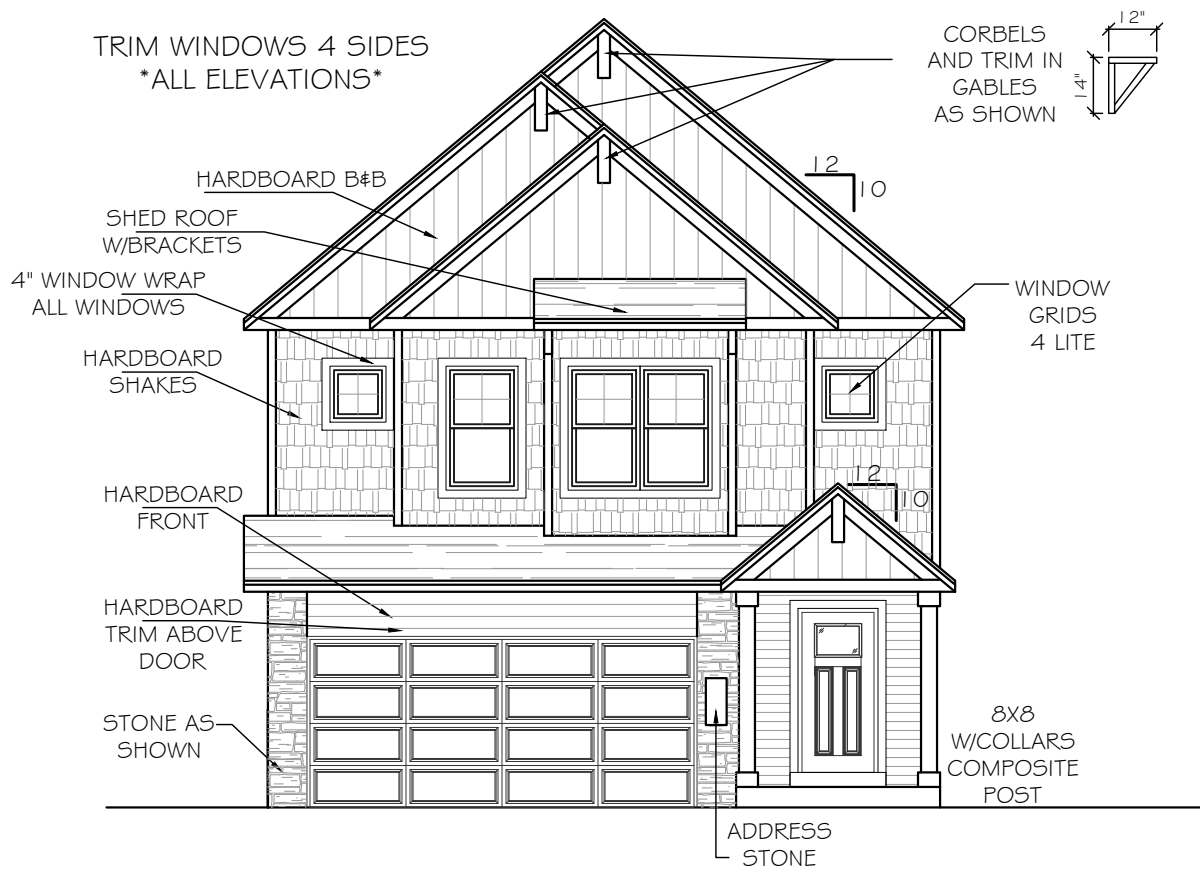 TRIM WINDOWS 4 SIDES
*ALL ELEVATIONS*
CORBELS
AND TRIM IN
GABLES
AS SHOWN
12"
14"
12
10
HARDBOARD B&B
SHED ROOF
W/BRACKETS
4" WINDOW WRAP
ALL WINDOWS
HARDBOARD
SHAKES
WINDOW
GRIDS
4 LITE
12
10
HARDBOARD
FRONT
HARDBOARD
TRIM ABOVE
DOOR
STONE AS
SHOWN
8X8
W/COLLARS
COMPOSITE
POST
ADDRESS
STONE